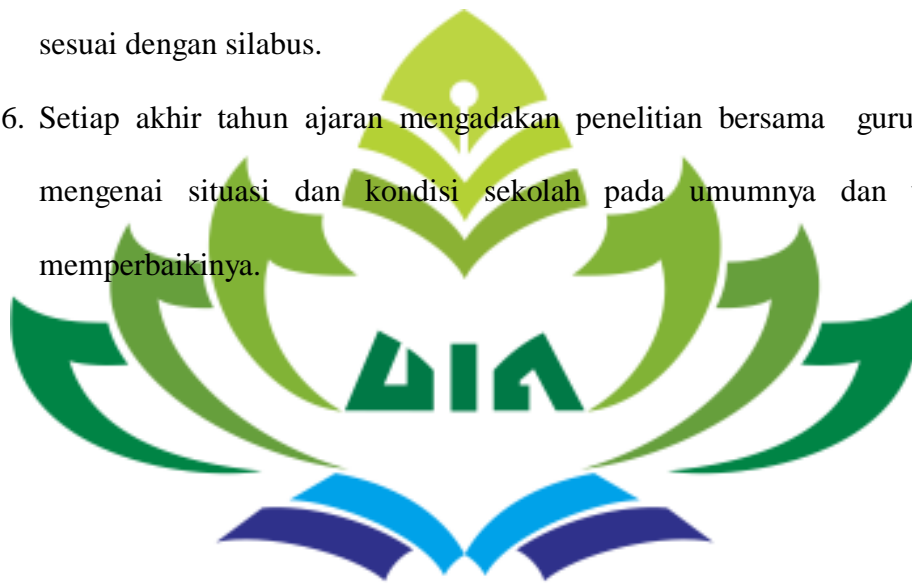 sesuai dengan silabus.
6. Setiap akhir tahun ajaran mengadakan penelitian bersama guru
mengenai situasi dan kondisi sekolah pada umumnya dan
memperbaikinya.
UIN